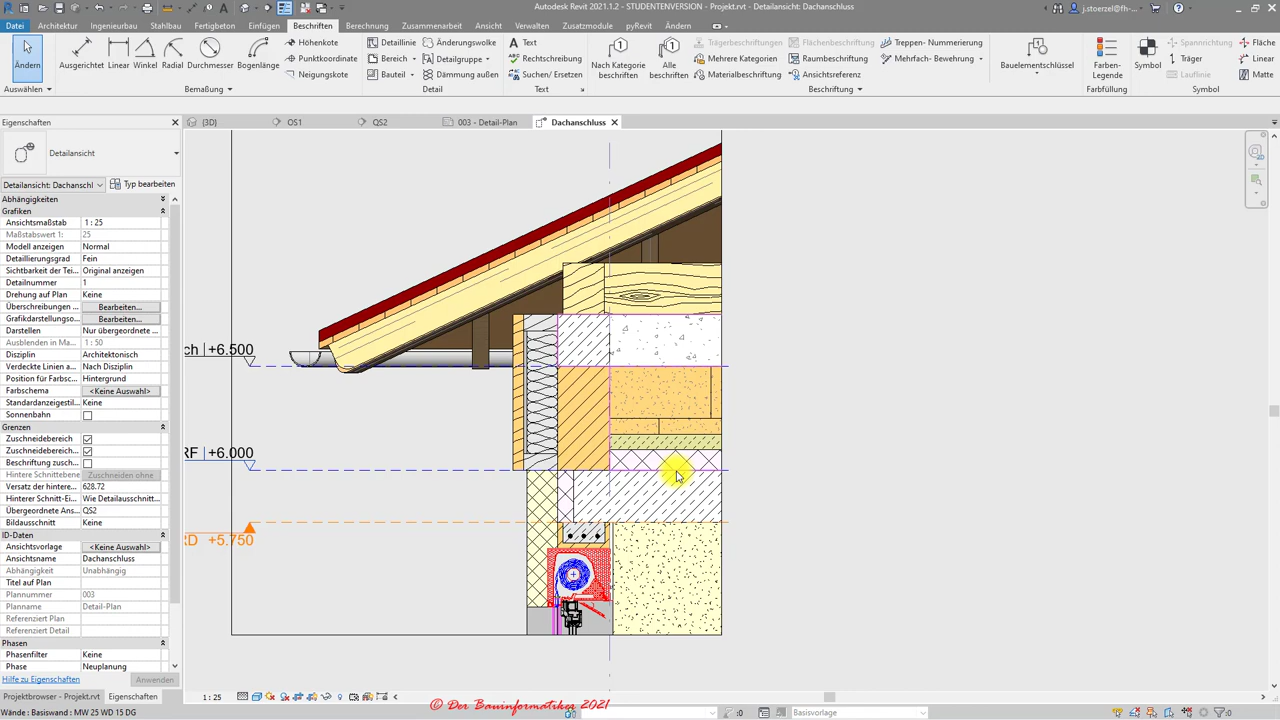 Autodesk Revit 2021.1.2 - STUDENTENVERSION - Projekt.rvt - Detailansicht: Dachanschluss
j.stoerzel@fh-...
Datei Architektur Ingenieurbau Stahlbau Fertigbeton Gebäudetechnik Einfügen Beschriften Berechnung Zusammenarbeit Ansicht Verwalten Zusatzmodule pyRevit Ändern
Ändern
Ausgerichtet Linear Winkel Radial Durchmesser Bogenlänge
Höhenkote
Punktkoordinate
Neigungskote
Detaillinie
Bereich
Bauteil
Änderungswolke
Detailgruppe
Dämmung außen
Text
Rechtschreibung
Suchen/ Ersetzen
Nach Kategorie beschriften
Alle beschriften
Trägerbeschriftungen
Mehrere Kategorien
Materialbeschriftung
Flächenbeschriftung
Raumbeschriftung
Ansichtsreferenz
Treppen- Nummerierung
Mehrfach- Bewehrung
Bauelementschlüssel
Farben-Legende
Symbol
Spannrichtung
Träger
Lauflinie
Fläche
Linear
Matte
Auswählen Bemaßung Detail Text Beschriftung Farbfüllung Symbol
Eigenschaften
{3D} OS1 QS2 003 - Detail-Plan Dachanschluss
Detailansicht
Detailansicht: Dachanschl Typ bearbeiten
Abhängigkeiten
Grafiken
Ansichtsmaßstab 1 : 25
Maßstabswert 1: 25
Modell anzeigen Normal
Detaillierungsgrad Fein
Sichtbarkeit der Tei... Original anzeigen
Detailnummer 1
Drehung auf Plan Keine
Überschreibungen ... Bearbeiten...
Grafikdarstellungso... Bearbeiten...
Darstellen Nur übergeordnete ...
Ausblenden in Ma... 50
Disziplin Architektonisch
Verdeckte Linien a... Nach Disziplin
Position für Farbsc... Hintergrund
Farbschema <Keine Auswahl>
Standardanzeigestil... Keine
Sonnenbahn
Grenzen
Zuschneidebereich
Zuschneidebereich...
Beschriftung zusch...
Hintere Schnittebene Zuschneiden ohne
Versatz der hintere... 628.72
Hinterer Schnitt-Ei... Wie Detailausschnitt...
Übergeordnete Ans... QS2
Bildausschnitt Keine
ID-Daten
Ansichtsvorlage <Keine Auswahl>
Ansichtsname Dachanschluss
Abhängigkeit Unabhängig
Titel auf Plan
Plannummer 003
Planname Detail-Plan
Referenziert Plan
Referenziert Detail
Phasen
Phasenfilter Keine
Phase Neuplanung
Hilfe zu Eigenschaften Anwenden
Projektbrowser - Projekt.rvt Eigenschaften
ch +6.500
RF +6.000
RD +5.750
1 : 25
© Der Bauinformatiker 2021
Wände : Basiswand : MW 25 WD 15 DG
:0
Basisvorlage
:0